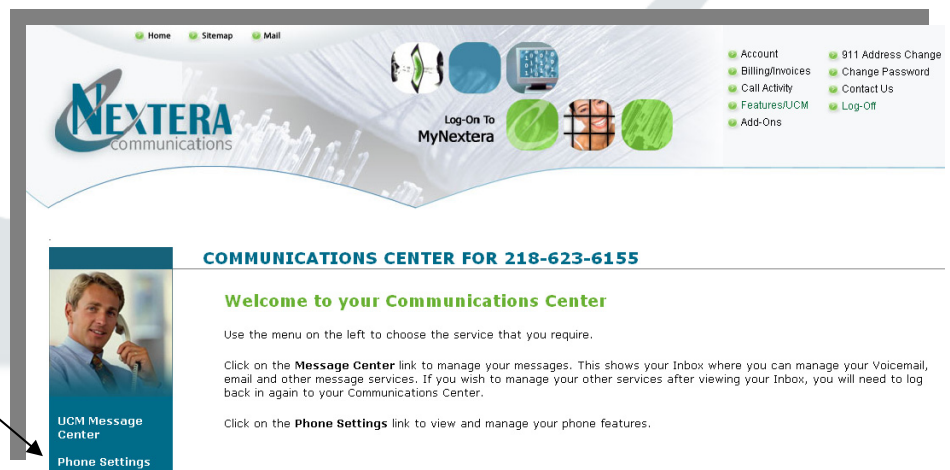 Home Sitemap Mail
Account 911 Address Change
Billing/Invoices Change Password
Call Activity Contact Us
Features/UCM Log-Off
Add-Ons
NEXTERA
communications
Log-On To
MyNextera
COMMUNICATIONS CENTER FOR 218-623-6155
Welcome to your Communications Center
Use the menu on the left to choose the service that you require.
Click on the Message Center link to manage your messages. This shows your Inbox where you can manage your Voicemail,
email and other message services. If you wish to manage your other services after viewing your Inbox, you will need to log
back in again to your Communications Center.
Click on the Phone Settings link to view and manage your phone features.
UCM Message
Center
Phone Settings